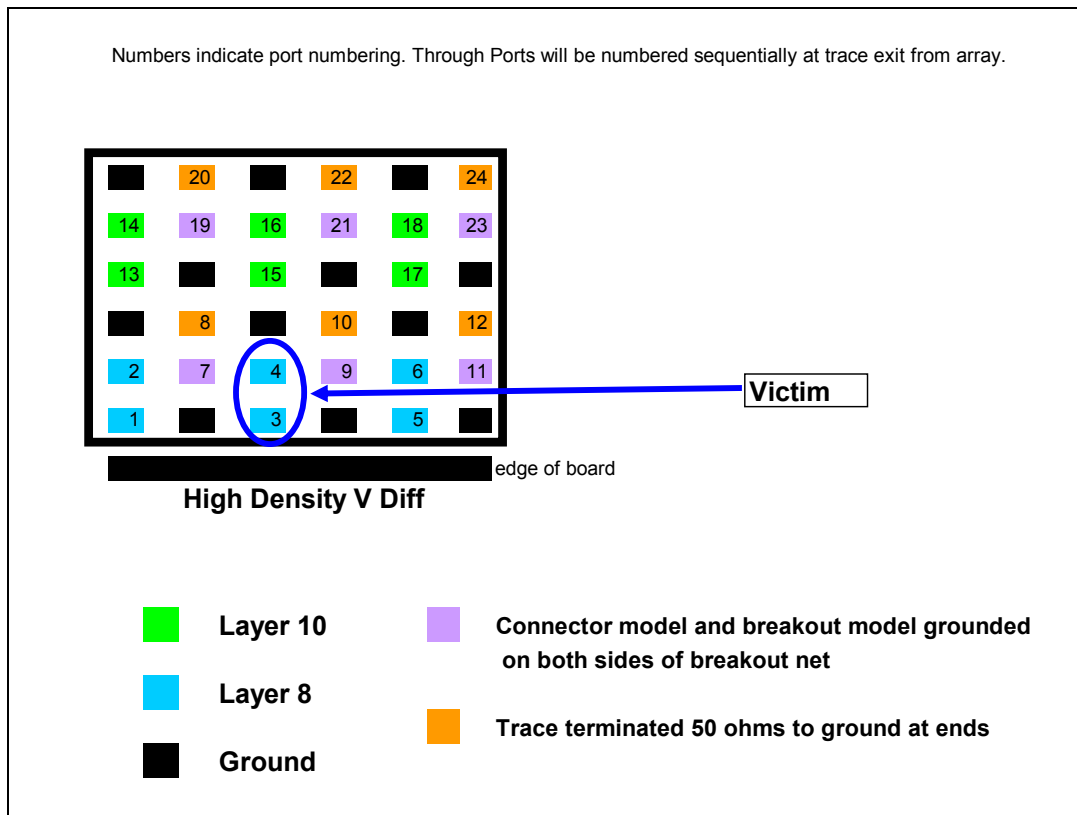 Numbers indicate port numbering. Through Ports will be numbered sequentially at trace exit from array.
20 22 24
14 19 16 21 18 23
13 15 17
8 10 12
2 7 4 9 6 11
1 3 5
Victim
edge of board
High Density V Diff
Layer 10
Layer 8
Ground
Connector model and breakout model grounded
on both sides of breakout net
Trace terminated 50 ohms to ground at ends